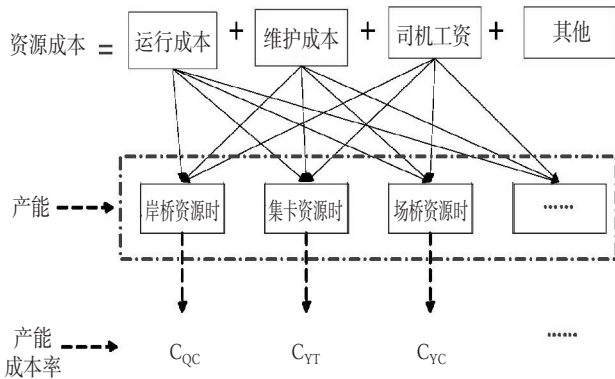 资源成本 = 运行成本 + 维护成本 + 司机工资 + 其他
产能 岸桥资源时 集卡资源时 场桥资源时 ……
产能
成本率 C_QC C_YT C_YC ……